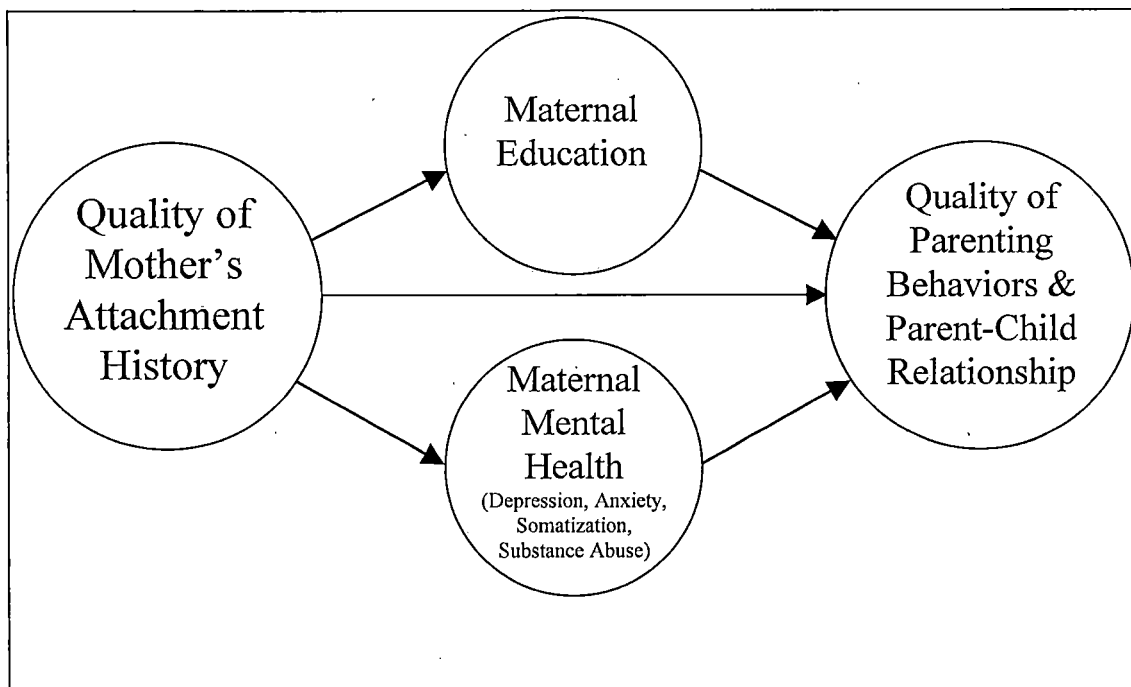 Maternal
Education
Quality of
Mother’s
Attachment
History
Quality of
Parenting
Behaviors &
Parent-Child
Relationship
Maternal
Mental
Health
(Depression, Anxiety,
Somatization,
Substance Abuse)